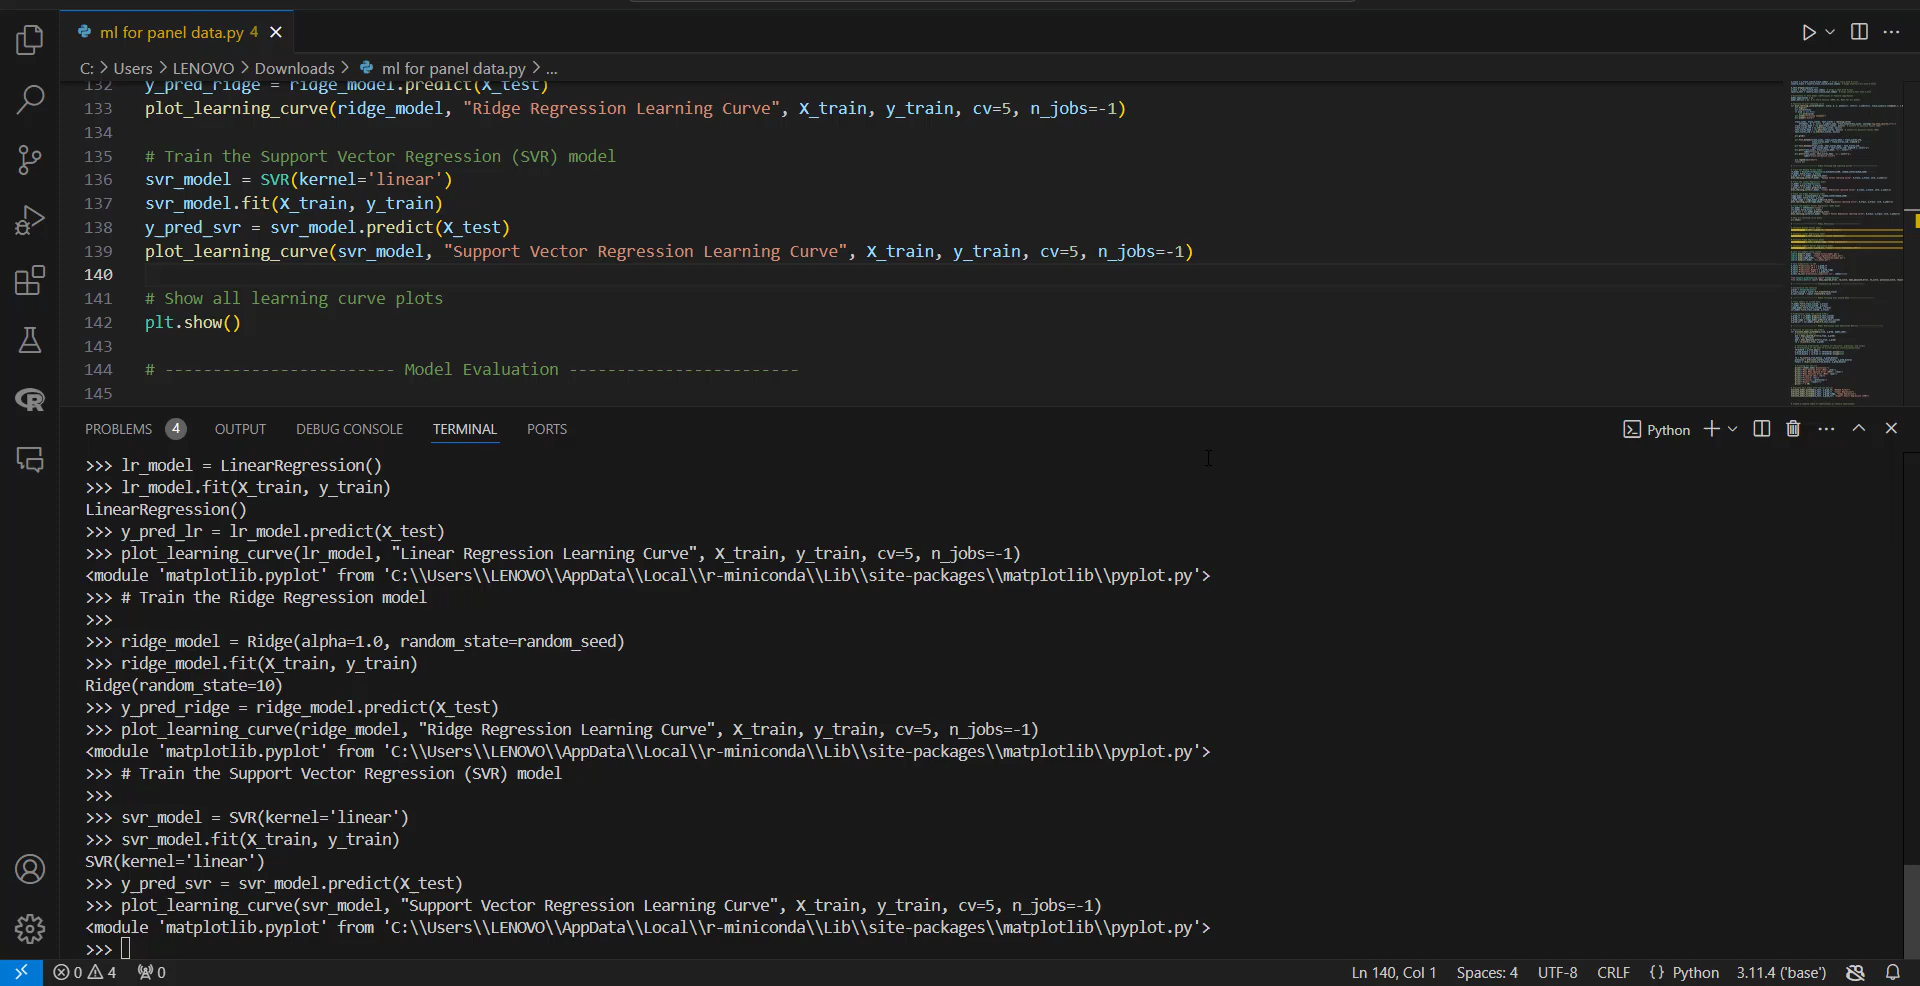 ml for panel data.py 4
C: > Users > LENOVO > Downloads > ml for panel data.py > ...
132 y_pred_ridge = ridge_model.predict(X_test)
133 plot_learning_curve(ridge_model, "Ridge Regression Learning Curve", X_train, y_train, cv=5, n_jobs=-1)
134
135 # Train the Support Vector Regression (SVR) model
136 svr_model = SVR(kernel='linear')
137 svr_model.fit(X_train, y_train)
138 y_pred_svr = svr_model.predict(X_test)
139 plot_learning_curve(svr_model, "Support Vector Regression Learning Curve", X_train, y_train, cv=5, n_jobs=-1)
140
141 # Show all learning curve plots
142 plt.show()
143
144 # ------------------------ Model Evaluation ------------------------
145
PROBLEMS 4 OUTPUT DEBUG CONSOLE TERMINAL PORTS Python
>>> lr_model = LinearRegression()
>>> lr_model.fit(X_train, y_train)
LinearRegression()
>>> y_pred_lr = lr_model.predict(X_test)
>>> plot_learning_curve(lr_model, "Linear Regression Learning Curve", X_train, y_train, cv=5, n_jobs=-1)
<module 'matplotlib.pyplot' from 'C:\\Users\\LENOVO\\AppData\\Local\\r-miniconda\\Lib\\site-packages\\matplotlib\\pyplot.py'>
>>> # Train the Ridge Regression model
>>>
>>> ridge_model = Ridge(alpha=1.0, random_state=random_seed)
>>> ridge_model.fit(X_train, y_train)
Ridge(random_state=10)
>>> y_pred_ridge = ridge_model.predict(X_test)
>>> plot_learning_curve(ridge_model, "Ridge Regression Learning Curve", X_train, y_train, cv=5, n_jobs=-1)
<module 'matplotlib.pyplot' from 'C:\\Users\\LENOVO\\AppData\\Local\\r-miniconda\\Lib\\site-packages\\matplotlib\\pyplot.py'>
>>> # Train the Support Vector Regression (SVR) model
>>>
>>> svr_model = SVR(kernel='linear')
>>> svr_model.fit(X_train, y_train)
SVR(kernel='linear')
>>> y_pred_svr = svr_model.predict(X_test)
>>> plot_learning_curve(svr_model, "Support Vector Regression Learning Curve", X_train, y_train, cv=5, n_jobs=-1)
<module 'matplotlib.pyplot' from 'C:\\Users\\LENOVO\\AppData\\Local\\r-miniconda\\Lib\\site-packages\\matplotlib\\pyplot.py'>
>>>
0 4 0 Ln 140, Col 1 Spaces: 4 UTF-8 CRLF {} Python 3.11.4 ('base')